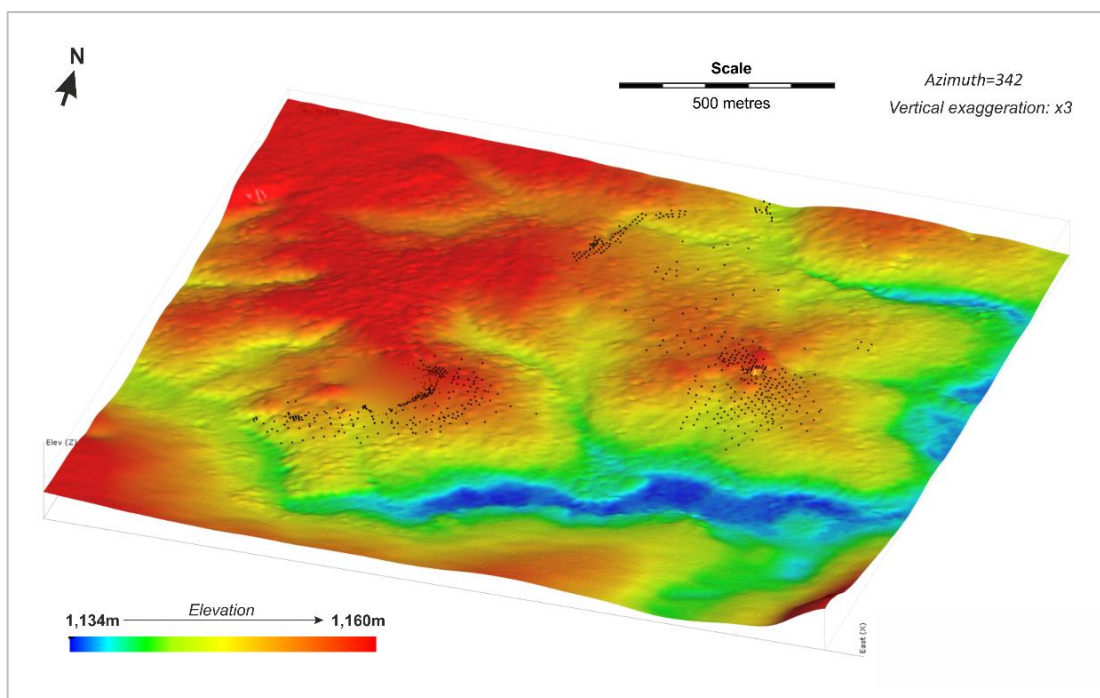 N
Scale
500 metres
Azimuth=342
Vertical exaggeration: x3
Elev (Z)
Elevation
1,134m
1,160m
East (X)